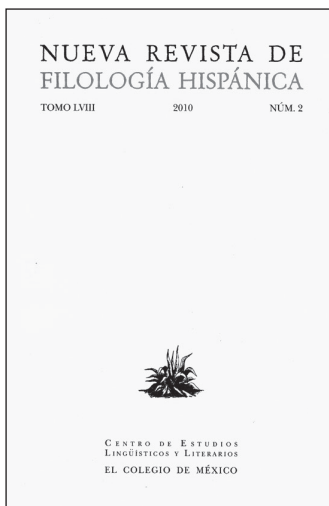 NUEVA REVISTA DE
FILOLOGÍA HISPÁNICA
TOMO LVIII 2010 NÚM. 2
CENTRO DE ESTUDIOS
LINGÜÍSTICOS Y LITERARIOS
EL COLEGIO DE MÉXICO